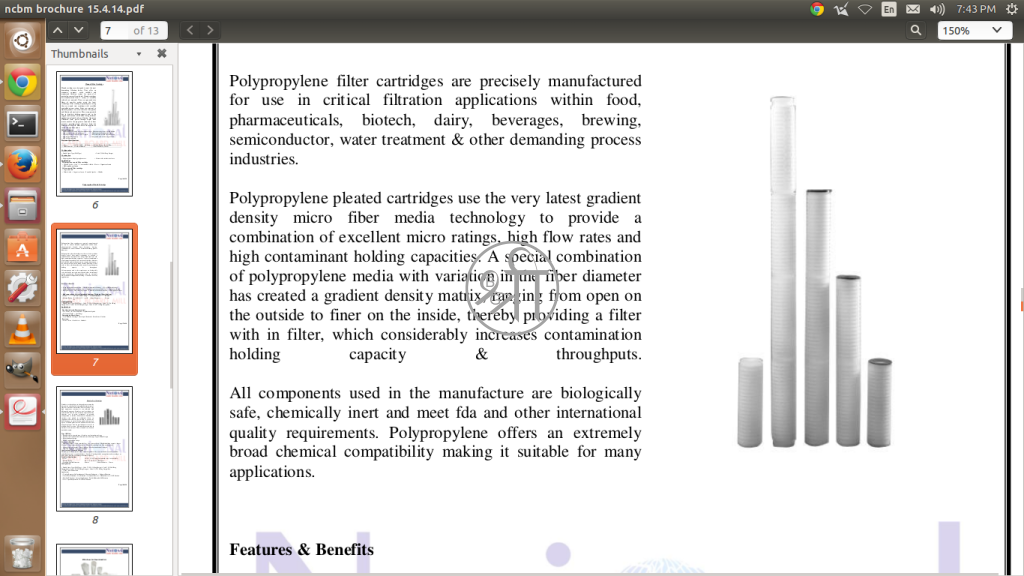 ncbm brochure 15.4.14.pdf
En
7:43 PM
7
of 13
150%
Thumbnails
6
7
8
Polypropylene filter cartridges are precisely manufactured
for use in critical filtration applications within food,
pharmaceuticals, biotech, dairy, beverages, brewing,
semiconductor, water treatment & other demanding process
industries.
Polypropylene pleated cartridges use the very latest gradient
density micro fiber media technology to provide a
combination of excellent micro ratings, high flow rates and
high contaminant holding capacities. A special combination
of polypropylene media with variation in the fiber diameter
has created a gradient density matrix, ranging from open on
the outside to finer on the inside, thereby providing a filter
with in filter, which considerably increases contamination
holding capacity & throughputs.
श्री
All components used in the manufacture are biologically
safe, chemically inert and meet fda and other international
quality requirements. Polypropylene offers an extremely
broad chemical compatibility making it suitable for many
applications.
Features & Benefits